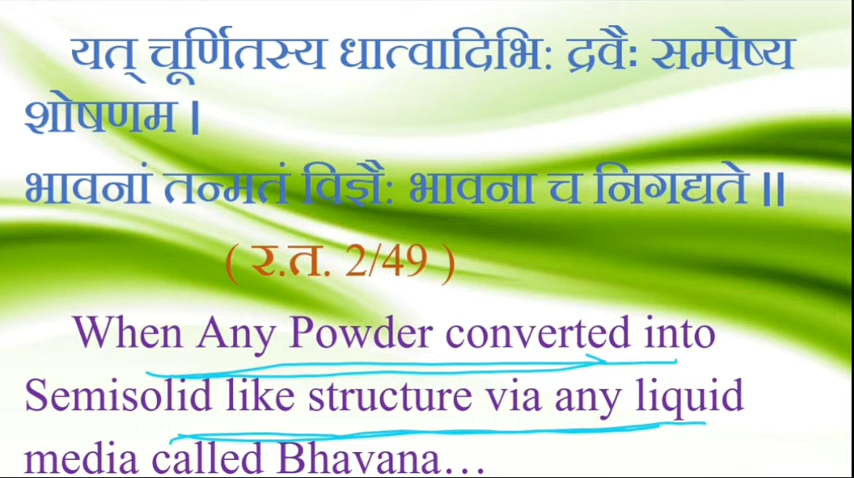 यत् चूर्णितस्य धात्वादिभि: द्रवैः सम्पेष्य
शोषणम ।
भावनां तन्मतं विज्ञै: भावना च निगद्यते ॥
( र.त. 2/49 )
When Any Powder converted into
Semisolid like structure via any liquid
media called Bhavana…